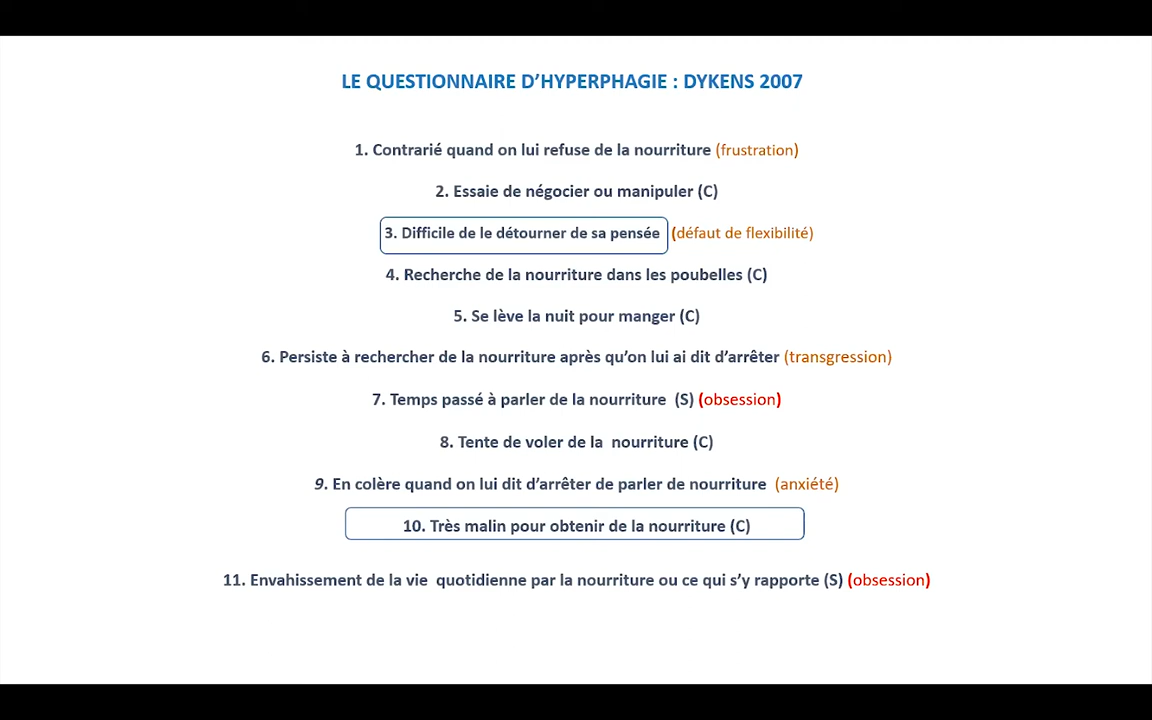 LE QUESTIONNAIRE D’HYPERPHAGIE : DYKENS 2007
1. Contrarié quand on lui refuse de la nourriture (frustration)
2. Essaie de négocier ou manipuler (C)
3. Difficile de le détourner de sa pensée (défaut de flexibilité)
4. Recherche de la nourriture dans les poubelles (C)
5. Se lève la nuit pour manger (C)
6. Persiste à rechercher de la nourriture après qu’on lui ai dit d’arrêter (transgression)
7. Temps passé à parler de la nourriture (S) (obsession)
8. Tente de voler de la nourriture (C)
9. En colère quand on lui dit d’arrêter de parler de nourriture (anxiété)
10. Très malin pour obtenir de la nourriture (C)
11. Envahissement de la vie quotidienne par la nourriture ou ce qui s’y rapporte (S) (obsession)